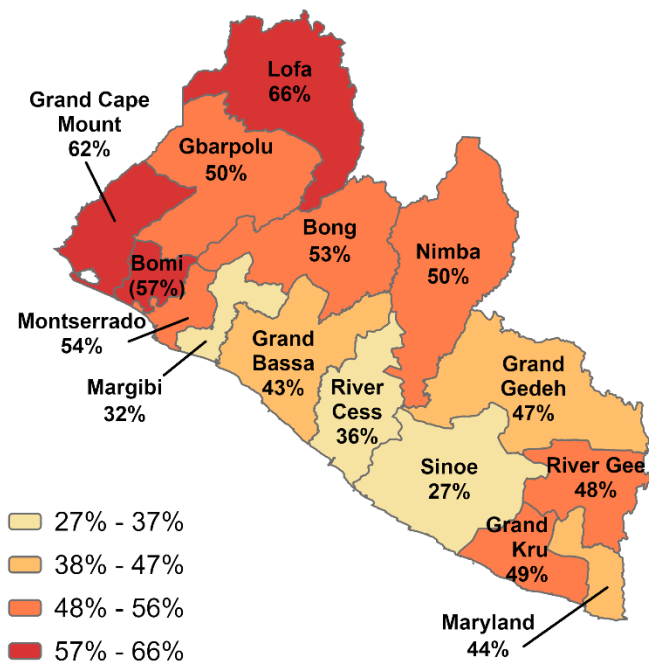 Lofa
66%
Grand Cape
Mount
62%
Gbarpolu
50%
Bong
53%
Nimba
50%
Bomi
(57%)
Montserrado
54%
Margibi
32%
Grand
Bassa
43%
River
Cess
36%
Grand
Gedeh
47%
Sinoe
27%
River Gee
48%
Grand
Kru
49%
Maryland
44%
27% - 37%
38% - 47%
48% - 56%
57% - 66%